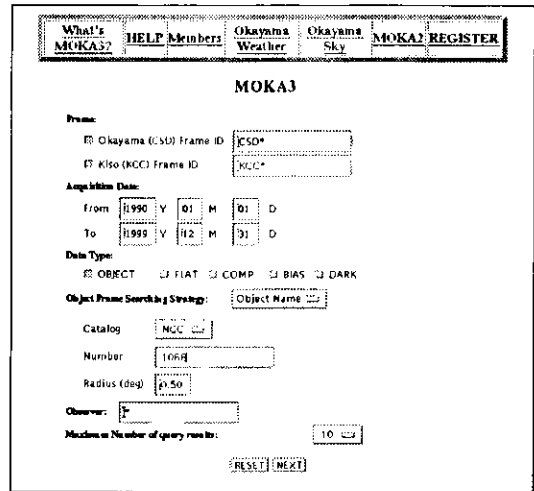 What's MOKA3? HELP Members Okayama Weather Okayama Sky MOKA2 REGISTER
MOKA3
Frame:
Okayama (CSD) Frame ID CSD*
Kiso (KCC) Frame ID KCC*
Acquisition Date:
From 1990 Y 01 M 01 D
To 1999 Y 12 M 31 D
Data Type:
OBJECT FLAT COMP BIAS DARK
Object Frame Searching Strategy: Object Name
Catalog NGC
Number 1068
Radius (deg) 0.50
Observer: *
Maximum Number of query results: 10
RESET NEXT